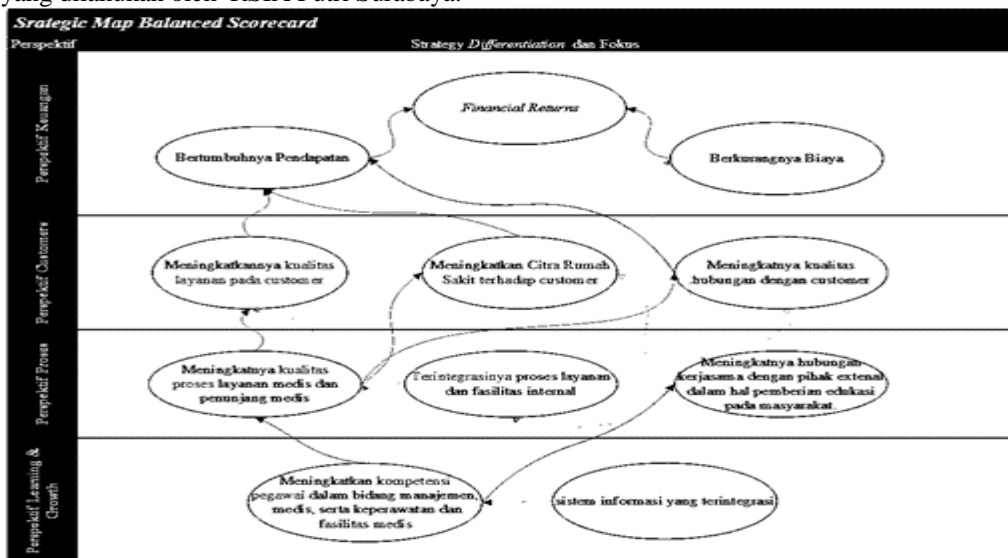 yang dilakukan oleh RSIA Putri Surabaya.
Srategic Map Balanced Scorecard
Perspektif
Strategy Differentiation dan Fokus
Perspektif Keuangan
Financial Returns
Bertumbuhnya Pendapatan
Berkurangnya Biaya
Perspektif Customers
Meningkatkannya kualitas
layanan pada customer
Meningkatkan Citra Rumah
Sakit terhadap customer
Meningkatnya kualitas
hubungan dengan customer
Perspektif Proses
Meningkatnya kualitas
proses layanan medis dan
penunjang medis
Terintegrasinya proses layanan
dan fasilitas internal
Meningkatnya hubungan
kerjasama dengan pihak extenal
dalam hal pemberian edukasi
pada masyarakat.
Perspektif Learning &
Growth
Meningkatkan kompetensi
pegawai dalam bidang manajemen,
medis, serta keperawatan dan
fasilitas medis
sistem informasi yang terintegrasi